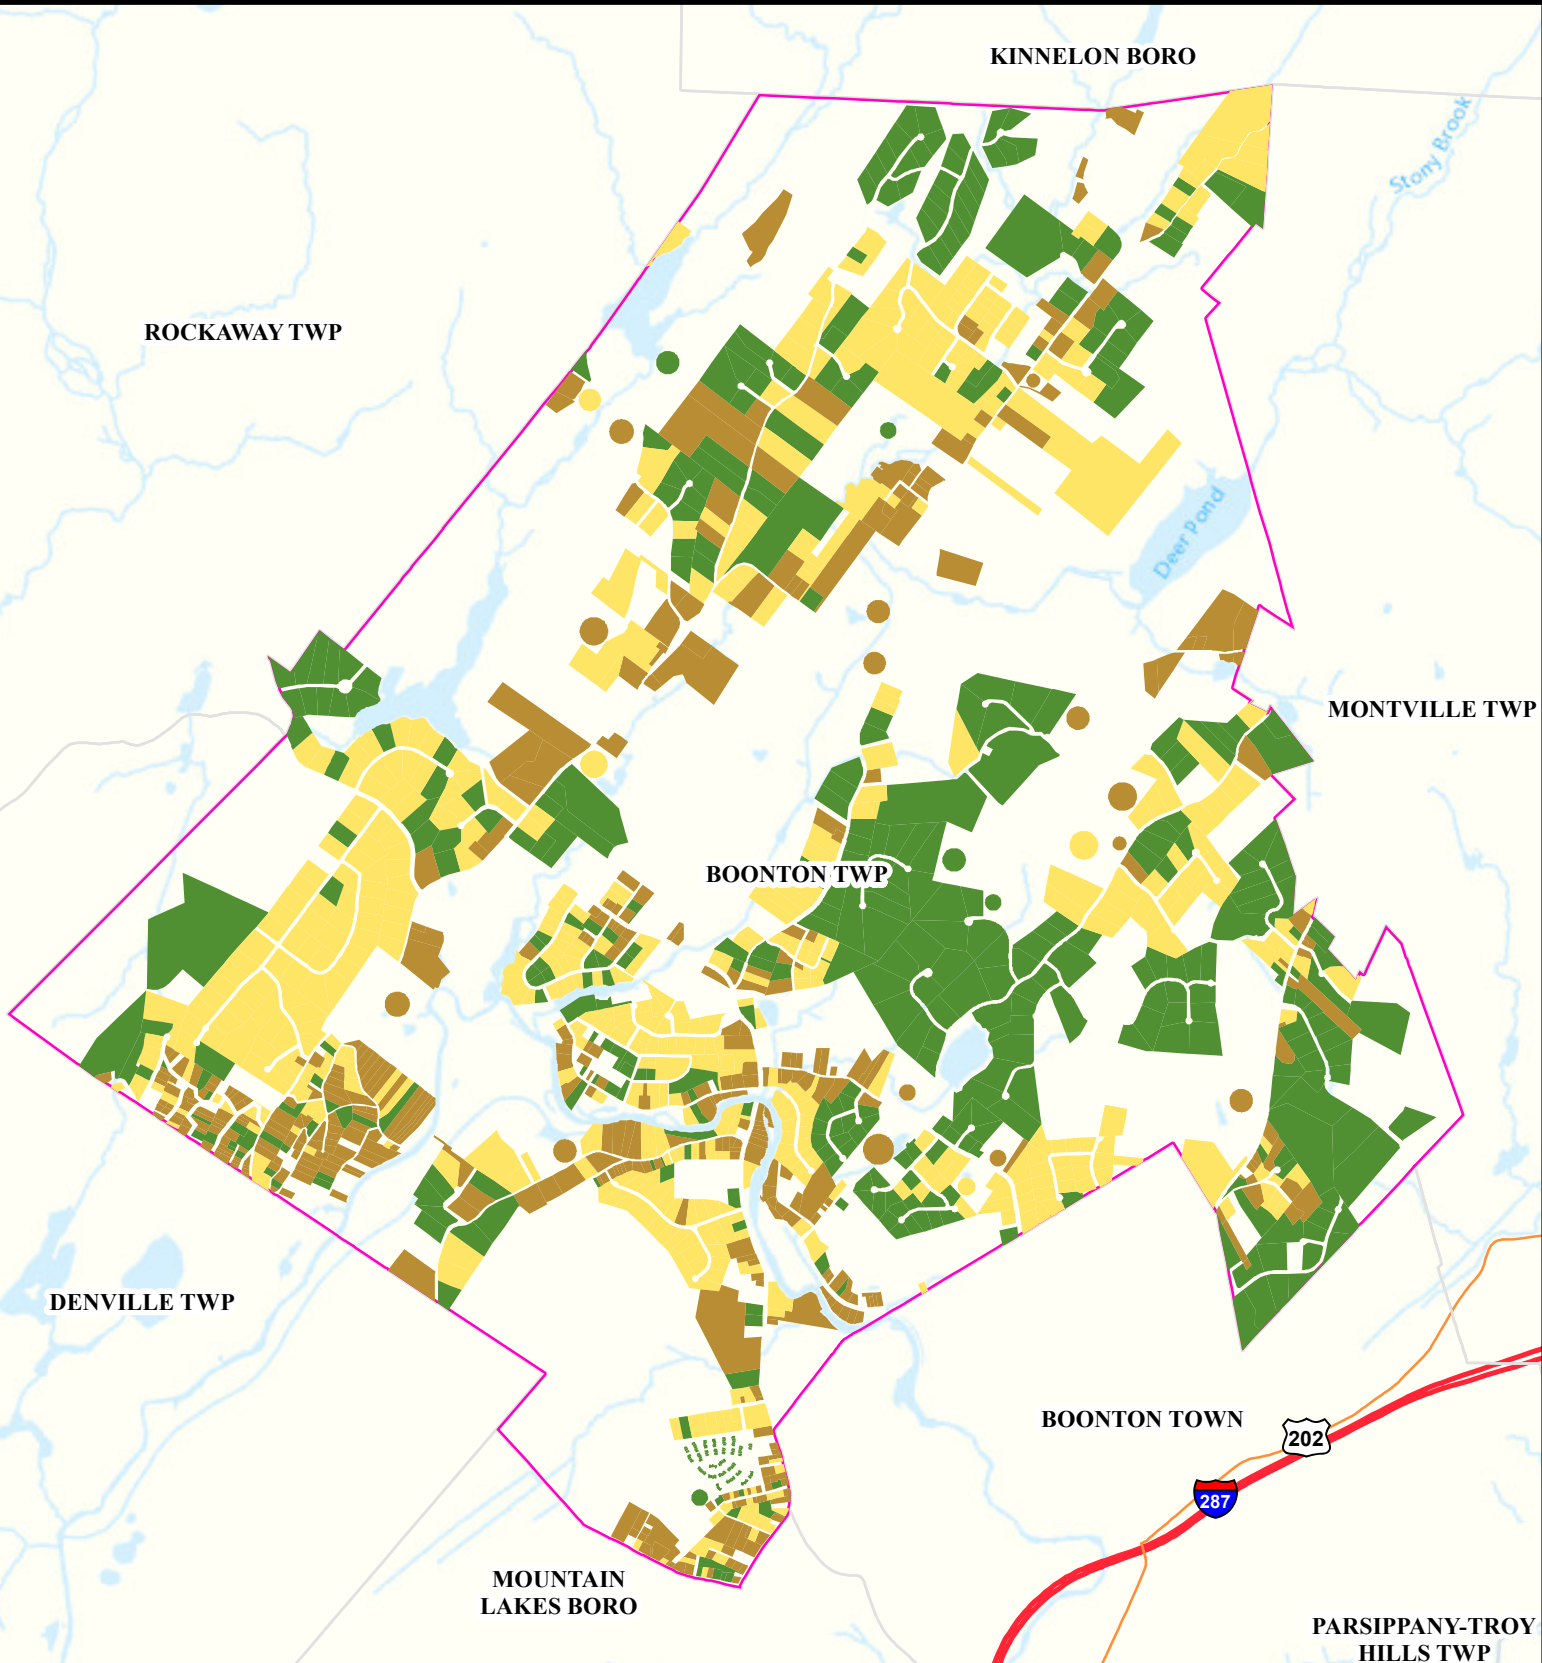 KINNELON BORO
Stony Brook
ROCKAWAY TWP
Deer Pond
MONTVILLE TWP
BOONTON TWP
DENVILLE TWP
BOONTON TOWN
202
287
MOUNTAIN
LAKES BORO
PARSIPPANY-TROY
HILLS TWP